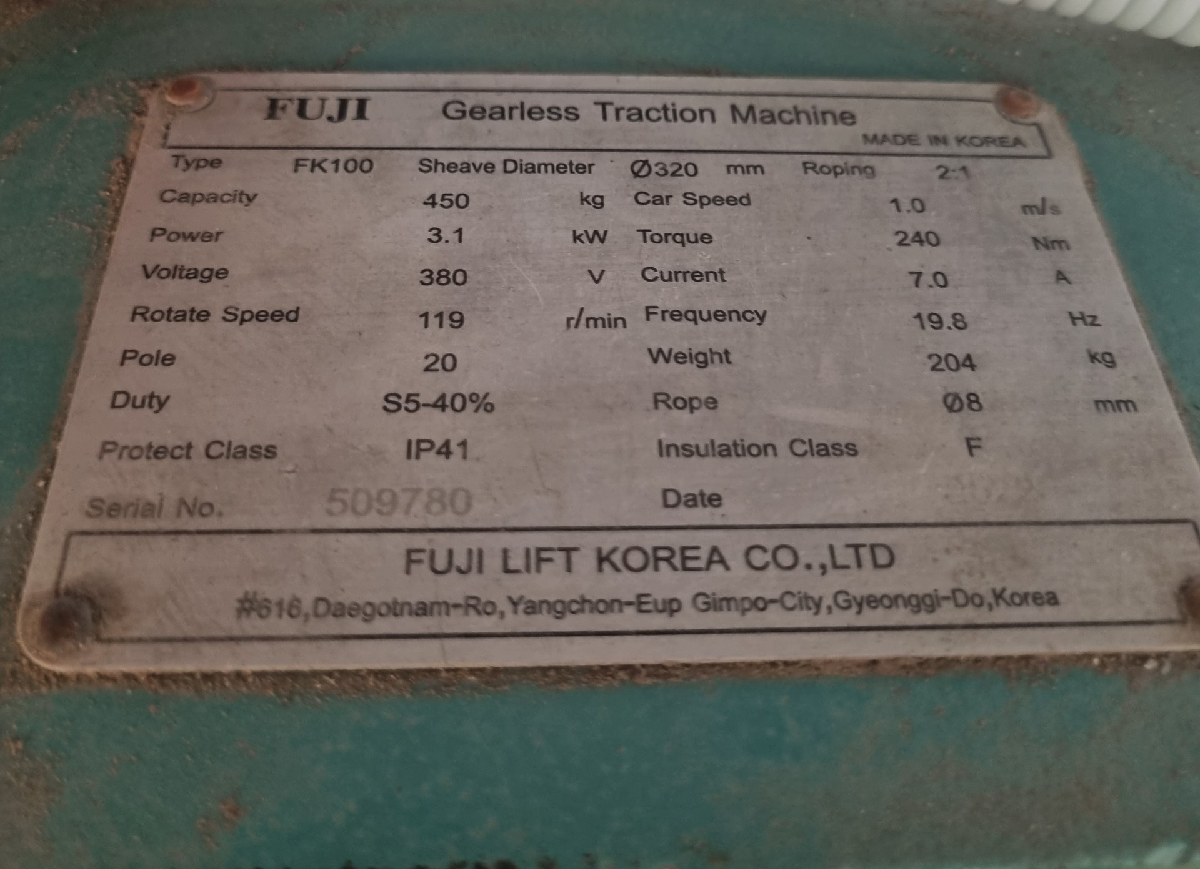 FUJI Gearless Traction Machine
MADE IN KOREA
Type FK100 Sheave Diameter Ø320 mm Roping 2:1
Capacity 450 kg Car Speed 1.0 m/s
Power 3.1 kW Torque 240 Nm
Voltage 380 V Current 7.0 A
Rotate Speed 119 r/min Frequency 19.8 Hz
Pole 20 Weight 204 kg
Duty S5-40% Rope Ø8 mm
Protect Class IP41 Insulation Class F
Serial No. 509780 Date
FUJI LIFT KOREA CO.,LTD
#616,Daegotnam-Ro,Yangchon-Eup Gimpo-City,Gyeonggi-Do,Korea